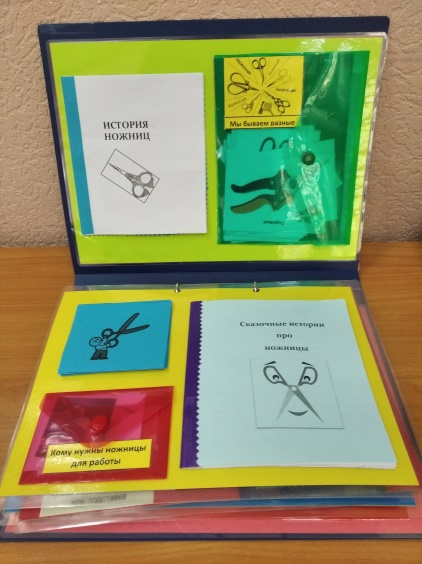 ИСТОРИЯ
НОЖНИЦ
Мы бываем разные
Сказочные истории
про
ножницы
Кому нужны ножницы
для работы